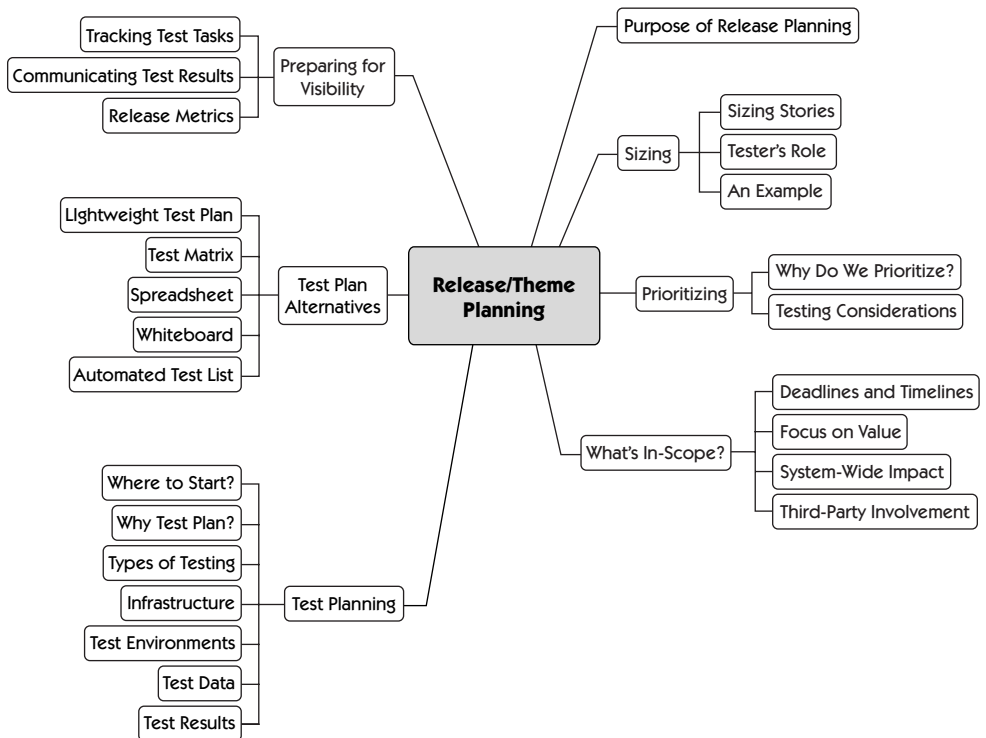 Tracking Test Tasks
Communicating Test Results
Release Metrics
Preparing for
Visibility
Purpose of Release Planning
Sizing
Sizing Stories
Tester's Role
An Example
LIghtweight Test Plan
Test Matrix
Spreadsheet
Whiteboard
Automated Test List
Test Plan
Alternatives
Release/Theme
Planning
Prioritizing
Why Do We Prioritize?
Testing Considerations
What's In-Scope?
Deadlines and Timelines
Focus on Value
System-Wide Impact
Third-Party Involvement
Where to Start?
Why Test Plan?
Types of Testing
Infrastructure
Test Environments
Test Data
Test Results
Test Planning